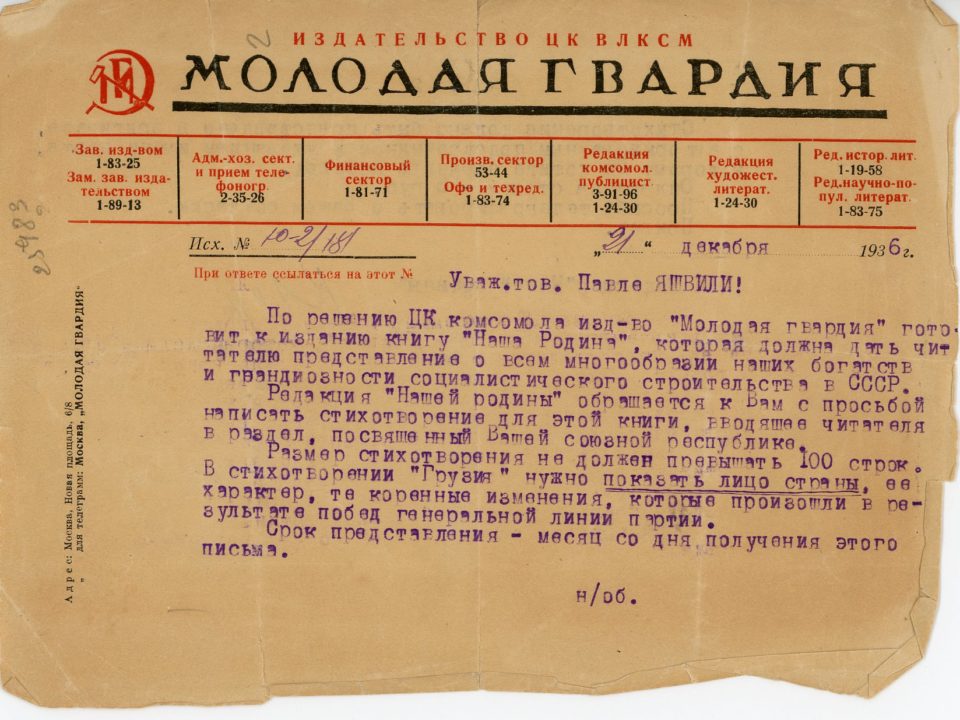 ИЗДАТЕЛЬСТВО ЦК ВЛКСМ
МОЛОДАЯ ГВАРДИЯ
Зав. изд-вом
1-83-25
Зам. зав. изда-
тельством
1-89-13
Адм.-хоз. сект.
и прием теле-
фоногр.
2-35-26
Финансовый
сектор
1-81-71
Произв. сектор
53-44
Офо и техред.
1-83-74
Редакция
комсомол.
публицист.
3-91-96
1-24-30
Редакция
художест.
литерат.
1-24-30
Ред. истор. лит.
1-19-58
Ред.научно-по-
пул. литерат.
1-83-75
Исх. № 10-2/181
„21“ декабря 1936 г.
При ответе ссылаться на этот №
Уваж.тов. Павле ЯШВИЛИ!
По решению ЦК комсомола изд-во "Молодая гвардия" гото-
вит к изданию книгу "Наша Родина", которая должна дать чит-
тателю представление о всем многообразии наших богатств
и грандиозности социалистического строительства в СССР.
Редакция "Нашей родины" обращается к Вам с просьбой
написать стихотворение для этой книги, вводящее читателя
в раздел, посвященный Вашей союзной республике.
Размер стихотворения не должен превышать 100 строк.
В стихотворении "Грузия" нужно показать лицо страны, ее
характер, те коренные изменения, которые произошли в ре-
зультате побед генеральной линии партии.
Срок представления - месяц со дня получения этого
письма.
н/об.
Адрес: Москва, Новая площадь, 6/8
для телеграмм: Москва, „МОЛОДАЯ ГВАРДИЯ“
2